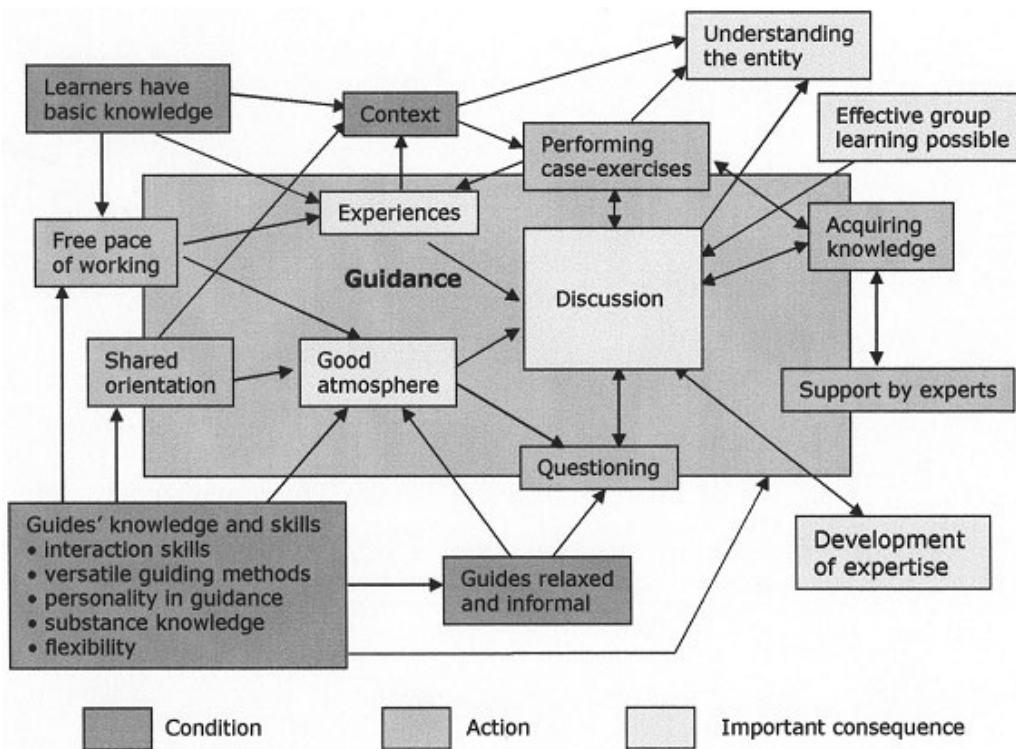 Understanding
the entity
Learners have
basic knowledge
Context
Effective group
learning possible
Performing
case-exercises
Experiences
Free pace
of working
Acquiring
knowledge
Guidance
Discussion
Shared
orientation
Good
atmosphere
Support by experts
Questioning
Guides’ knowledge and skills
• interaction skills
• versatile guiding methods
• personality in guidance
• substance knowledge
• flexibility
Guides relaxed
and informal
Development
of expertise
Condition
Action
Important consequence